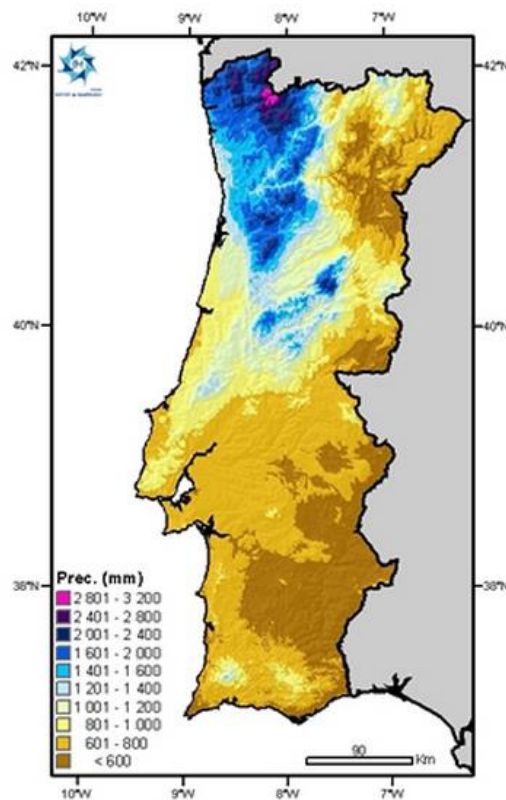 10°W 9°W 8°W 7°W
42°N 42°N
40°N 40°N
38°N 38°N
Prec. (mm)
2 801 - 3 200
2 401 - 2 800
2 001 - 2 400
1 601 - 2 000
1 401 - 1 600
1 201 - 1 400
1 001 - 1 200
801 - 1 000
601 - 800
< 600
90
Km
10°W 9°W 8°W 7°W